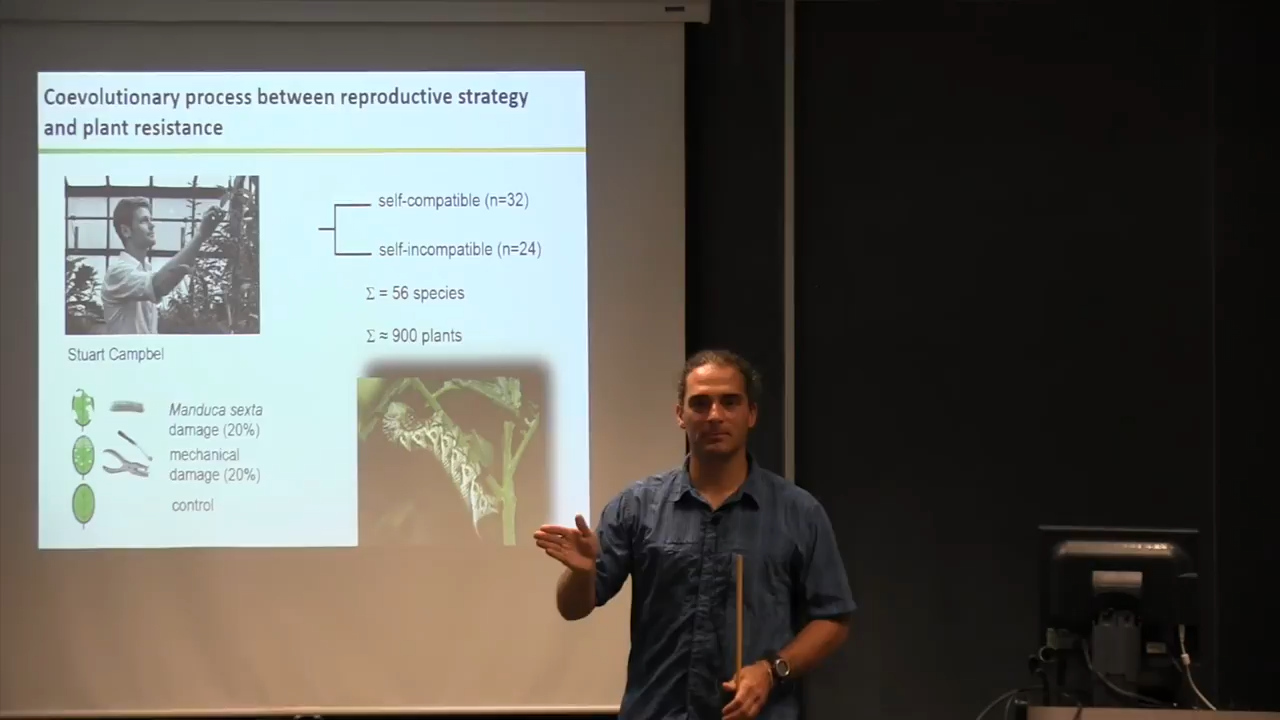 Coevolutionary process between reproductive strategy
and plant resistance
self-compatible (n=32)
self-incompatible (n=24)
Σ = 56 species
Σ ≈ 900 plants
Stuart Campbel
Manduca sexta
damage (20%)
mechanical
damage (20%)
control